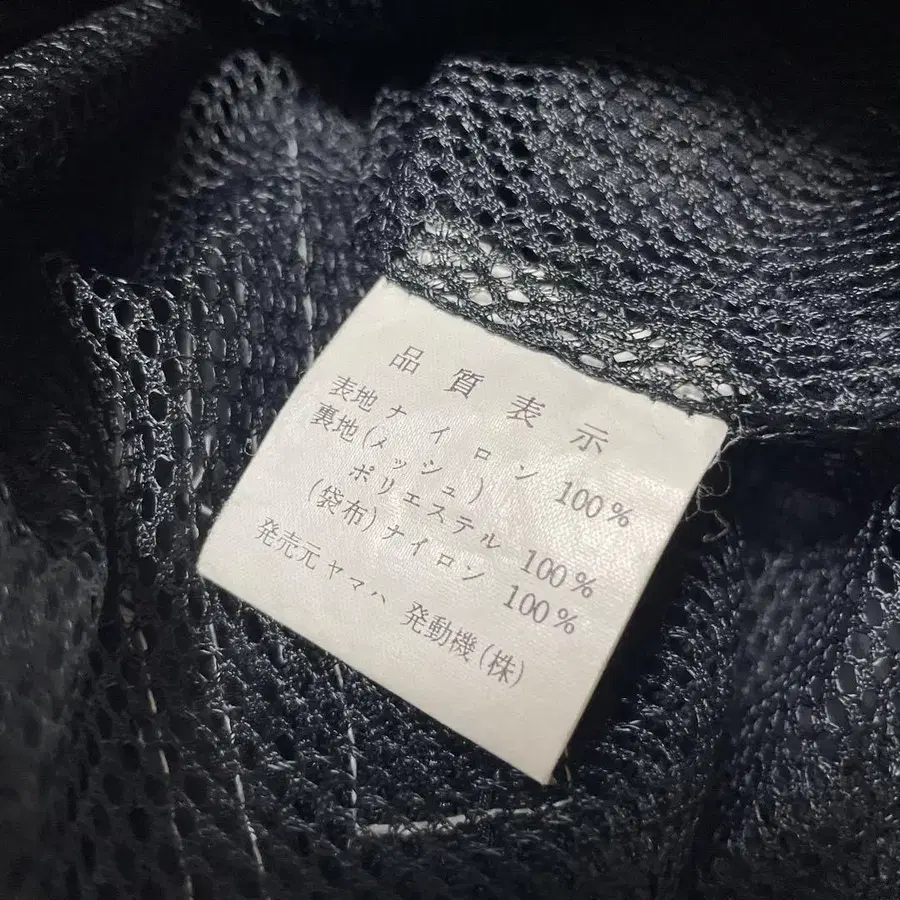 品質表示
表地 ナイロン 100%
裏地(メッシュ)
ポリエステル 100%
(袋布)ナイロン 100%
発売元 ヤマハ発動機(株)